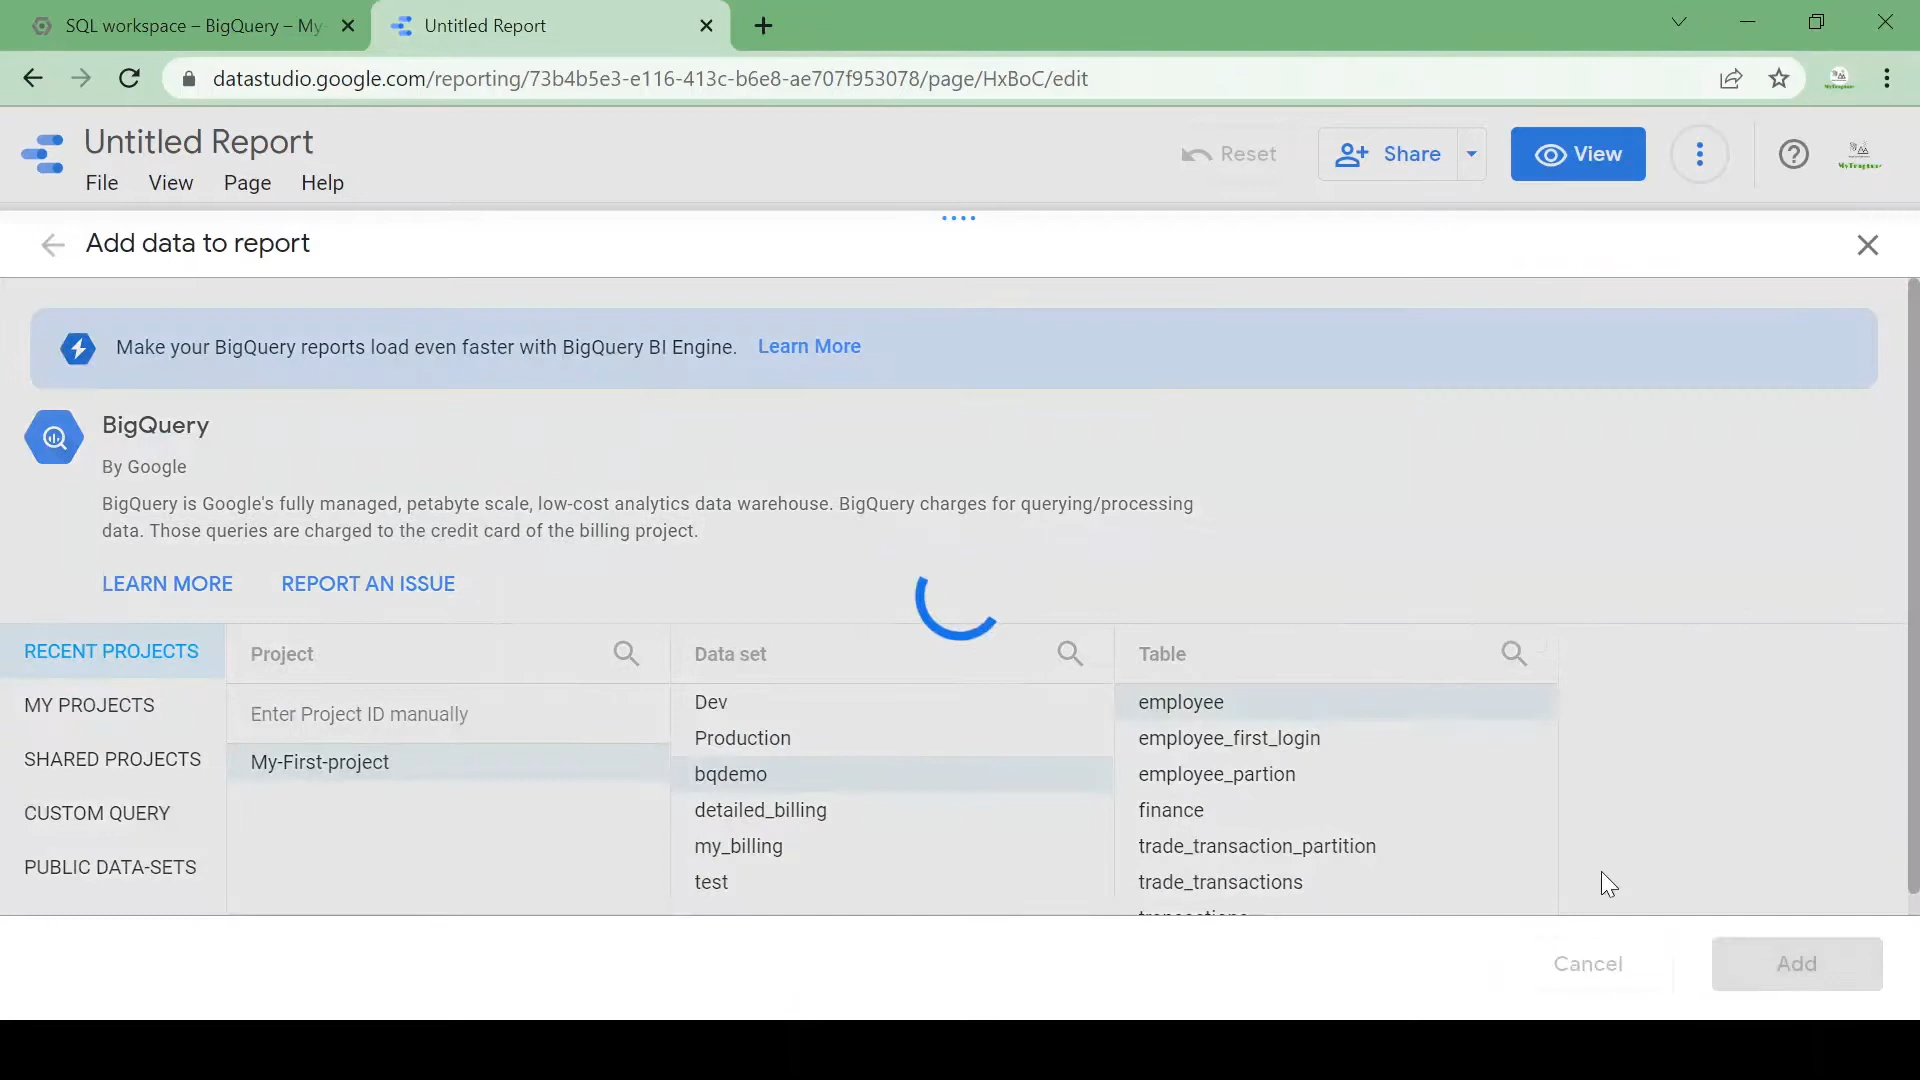 SQL workspace – BigQuery – My
Untitled Report
datastudio.google.com/reporting/73b4b5e3-e116-413c-b6e8-ae707f953078/page/HxBoC/edit
Untitled Report
File View Page Help
Reset
Share
View
Add data to report
Make your BigQuery reports load even faster with BigQuery BI Engine. Learn More
BigQuery
By Google
BigQuery is Google's fully managed, petabyte scale, low-cost analytics data warehouse. BigQuery charges for querying/processing
data. Those queries are charged to the credit card of the billing project.
LEARN MORE REPORT AN ISSUE
RECENT PROJECTS
MY PROJECTS
SHARED PROJECTS
CUSTOM QUERY
PUBLIC DATA-SETS
Project
Enter Project ID manually
My-First-project
Data set
Dev
Production
bqdemo
detailed_billing
my_billing
test
Table
employee
employee_first_login
employee_partion
finance
trade_transaction_partition
trade_transactions
Cancel
Add